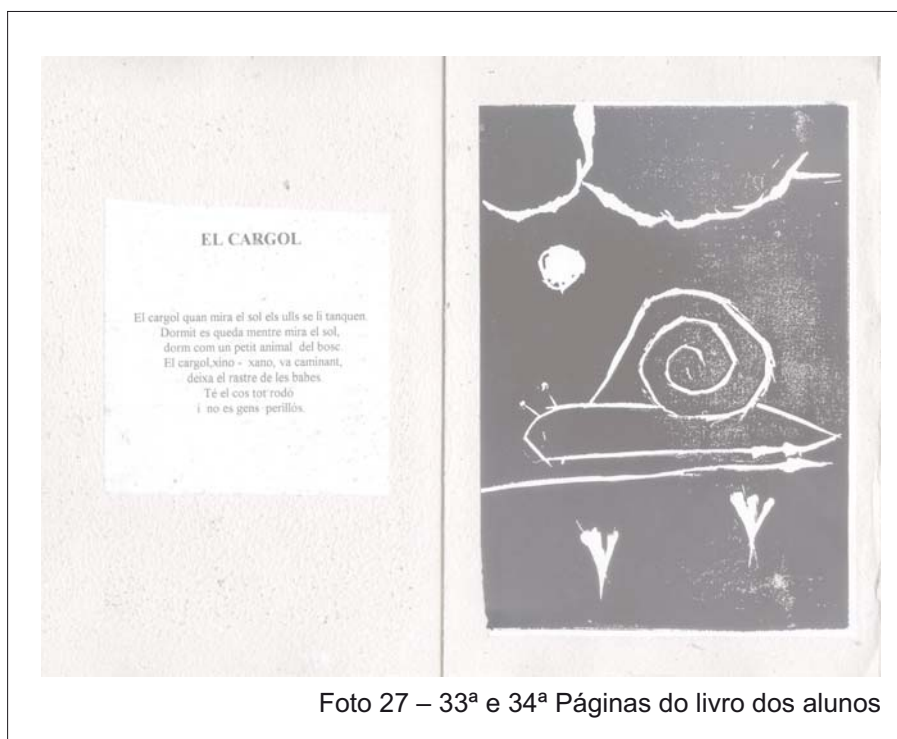 EL CARGOL
El cargol quan mira el sol els ulls se li tanquen.
Dormit es queda mentre mira el sol,
dorm com un petit animal del bosc.
El cargol,xino - xano, va caminant,
deixa el rastre de les babes.
Té el cos tot rodó
i no es gens perillós.
Foto 27 – 33ª e 34ª Páginas do livro dos alunos